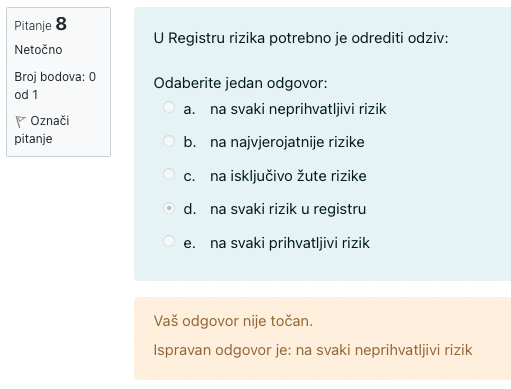 Pitanje 8
Netočno
Broj bodova: 0
od 1
Označi
pitanje
U Registru rizika potrebno je odrediti odziv:
Odaberite jedan odgovor:
a. na svaki neprihvatljivi rizik
b. na najvjerojatnije rizike
c. na isključivo žute rizike
d. na svaki rizik u registru
e. na svaki prihvatljivi rizik
Vaš odgovor nije točan.
Ispravan odgovor je: na svaki neprihvatljivi rizik